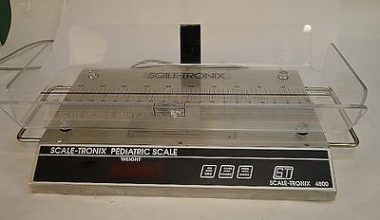 SCALE-TRONIX
SCALE-TRONIX PEDIATRIC SCALE
WEIGHT
ST
SCALE-TRONIX 4800